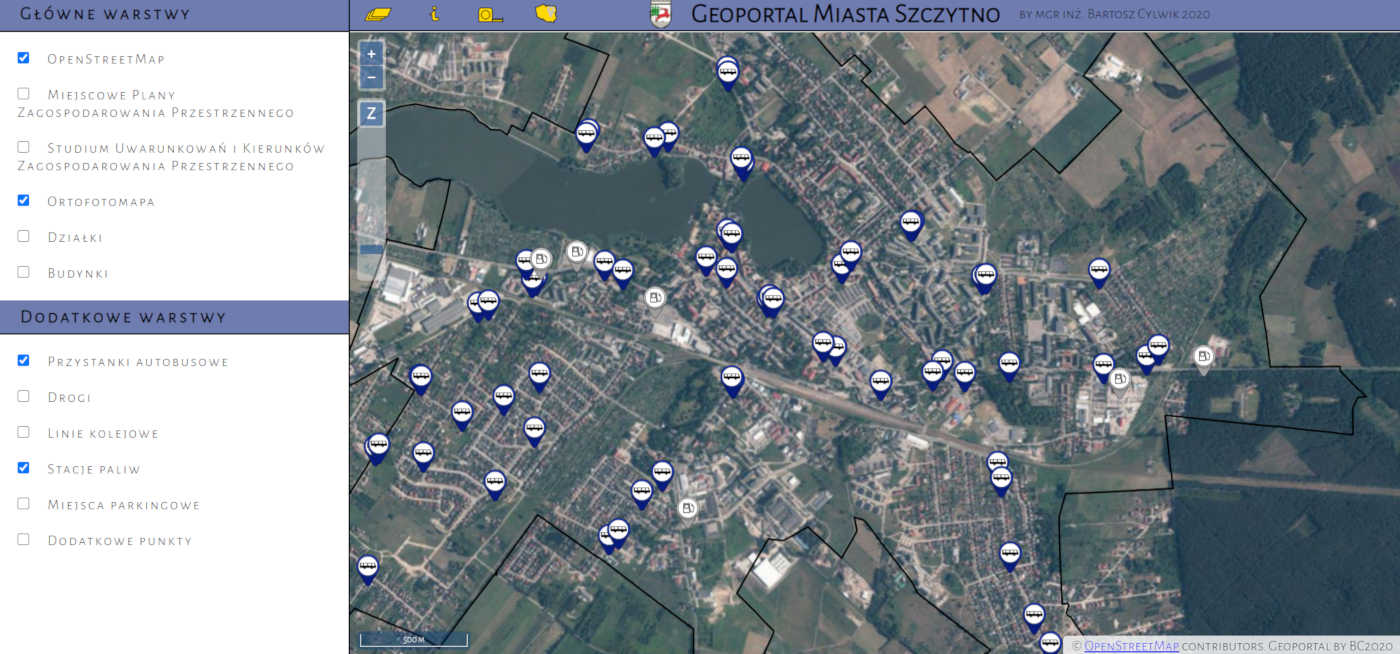 Główne warstwy
OpenStreetMap
Miejscowe Plany
Zagospodarowania Przestrzennego
Studium Uwarunkowań i Kierunków
Zagospodarowania Przestrzennego
Ortofotomapa
Działki
Budynki
Dodatkowe warstwy
Przystanki autobusowe
Drogi
Linie kolejowe
Stacje paliw
Miejsca parkingowe
Dodatkowe punkty
Geoportal Miasta Szczytno by mgr inż. Bartosz Cylwik 2020
+
−
Z
500 m
© OpenStreetMap contributors. Geoportal by BC2020.